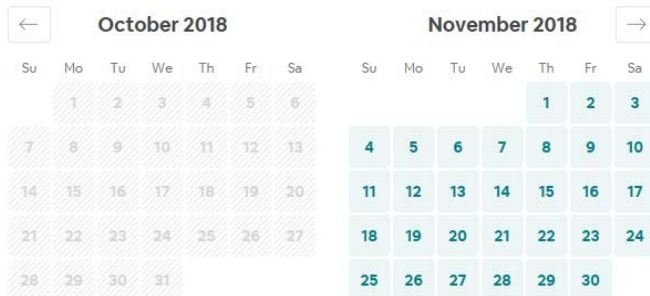 October 2018
Su Mo Tu We Th Fr Sa
1 2 3 4 5 6
7 8 9 10 11 12 13
14 15 16 17 18 19 20
21 22 23 24 25 26 27
28 29 30 31
November 2018
Su Mo Tu We Th Fr Sa
1 2 3
4 5 6 7 8 9 10
11 12 13 14 15 16 17
18 19 20 21 22 23 24
25 26 27 28 29 30